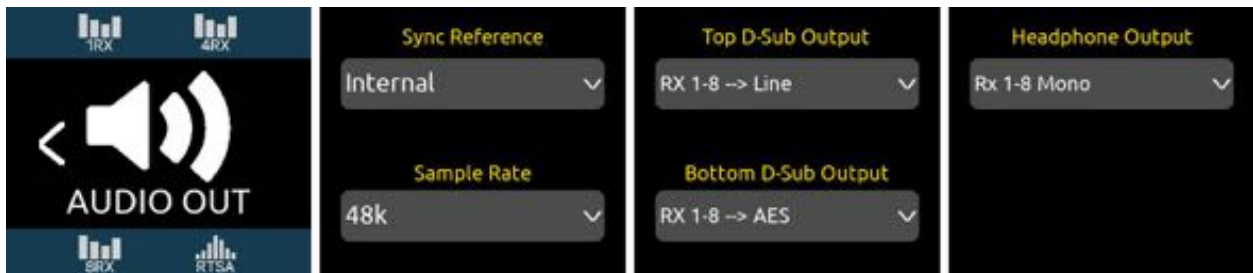 1RX 4RX
AUDIO OUT
8RX RTSA
Sync Reference
Internal
Sample Rate
48k
Top D-Sub Output
RX 1-8 --> Line
Bottom D-Sub Output
RX 1-8 --> AES
Headphone Output
Rx 1-8 Mono